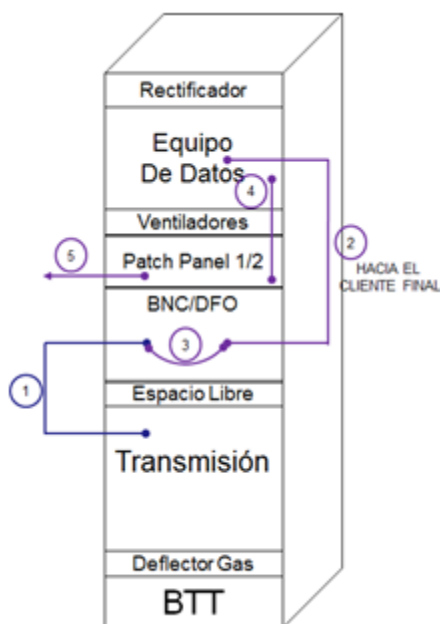 Rectificador
Equipo
De Datos
4
Ventiladores
5
Patch Panel 1/2
2
HACIA EL
CLIENTE FINAL
BNC/DFO
3
1
Espacio Libre
Transmisión
Deflector Gas
BTT